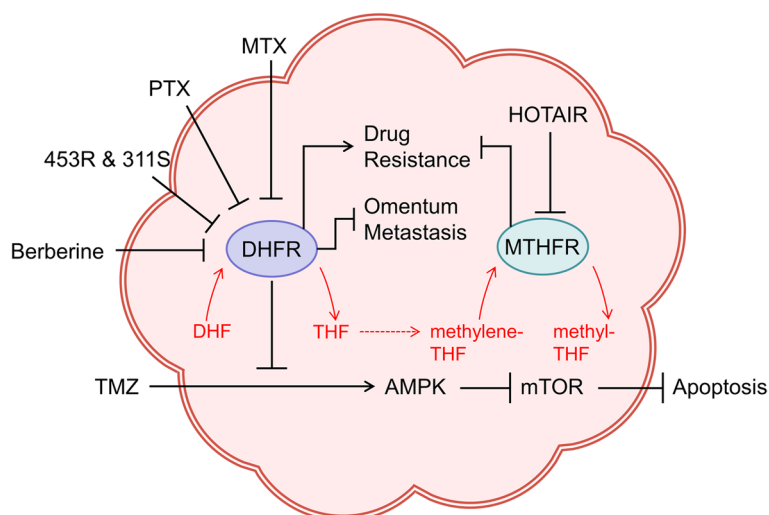 MTX
PTX
HOTAIR
Drug
Resistance
453R & 311S
Omentum
Metastasis
Berberine
DHFR
MTHFR
DHF
THF
methylene-
THF
methyl-
THF
TMZ
AMPK
mTOR
Apoptosis